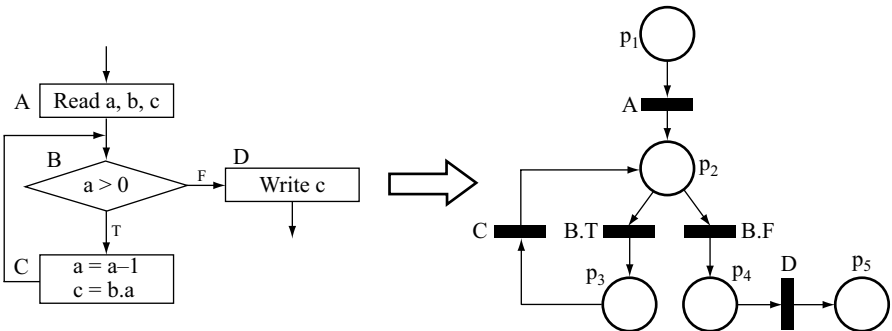 A
Read a, b, c
B
a > 0
F
T
D
Write c
C
a = a–1
c = b.a
p1
A
p2
C
B.T
B.F
p3
p4
D
p5